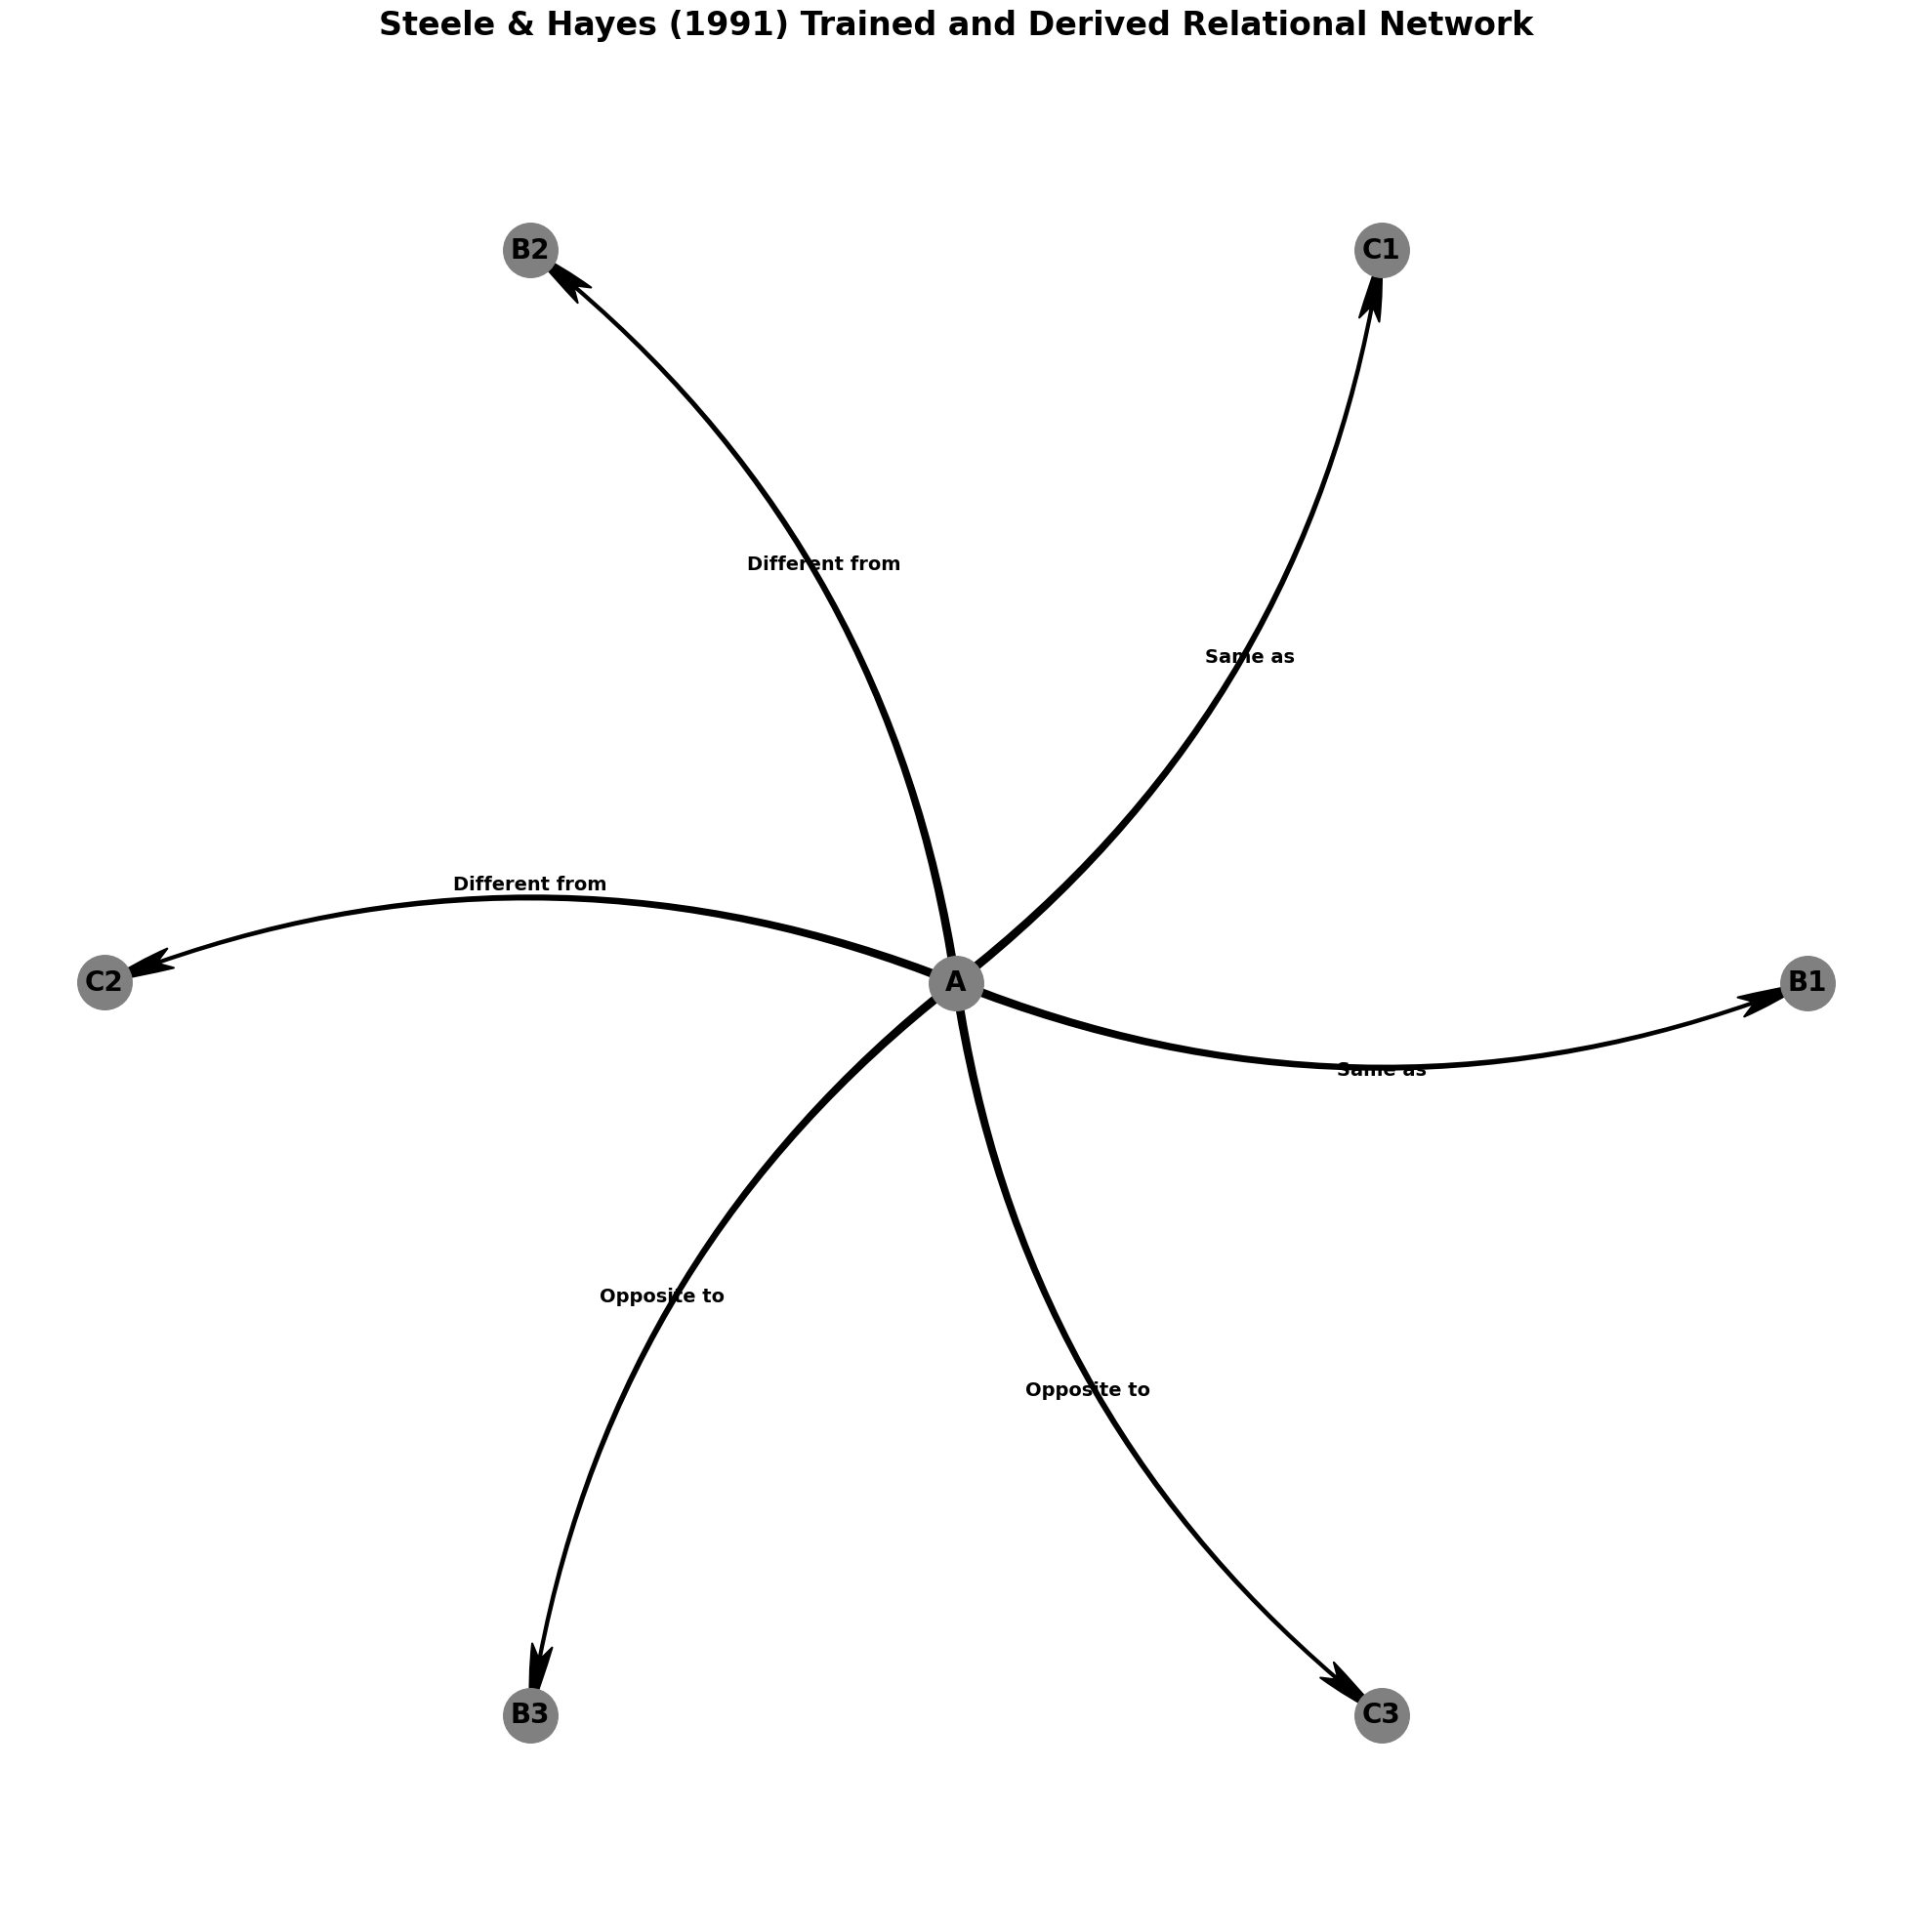 Steele & Hayes (1991) Trained and Derived Relational Network
B2
C1
Different from
Same as
Different from
C2
A
B1
Same as
Opposite to
Opposite to
B3
C3